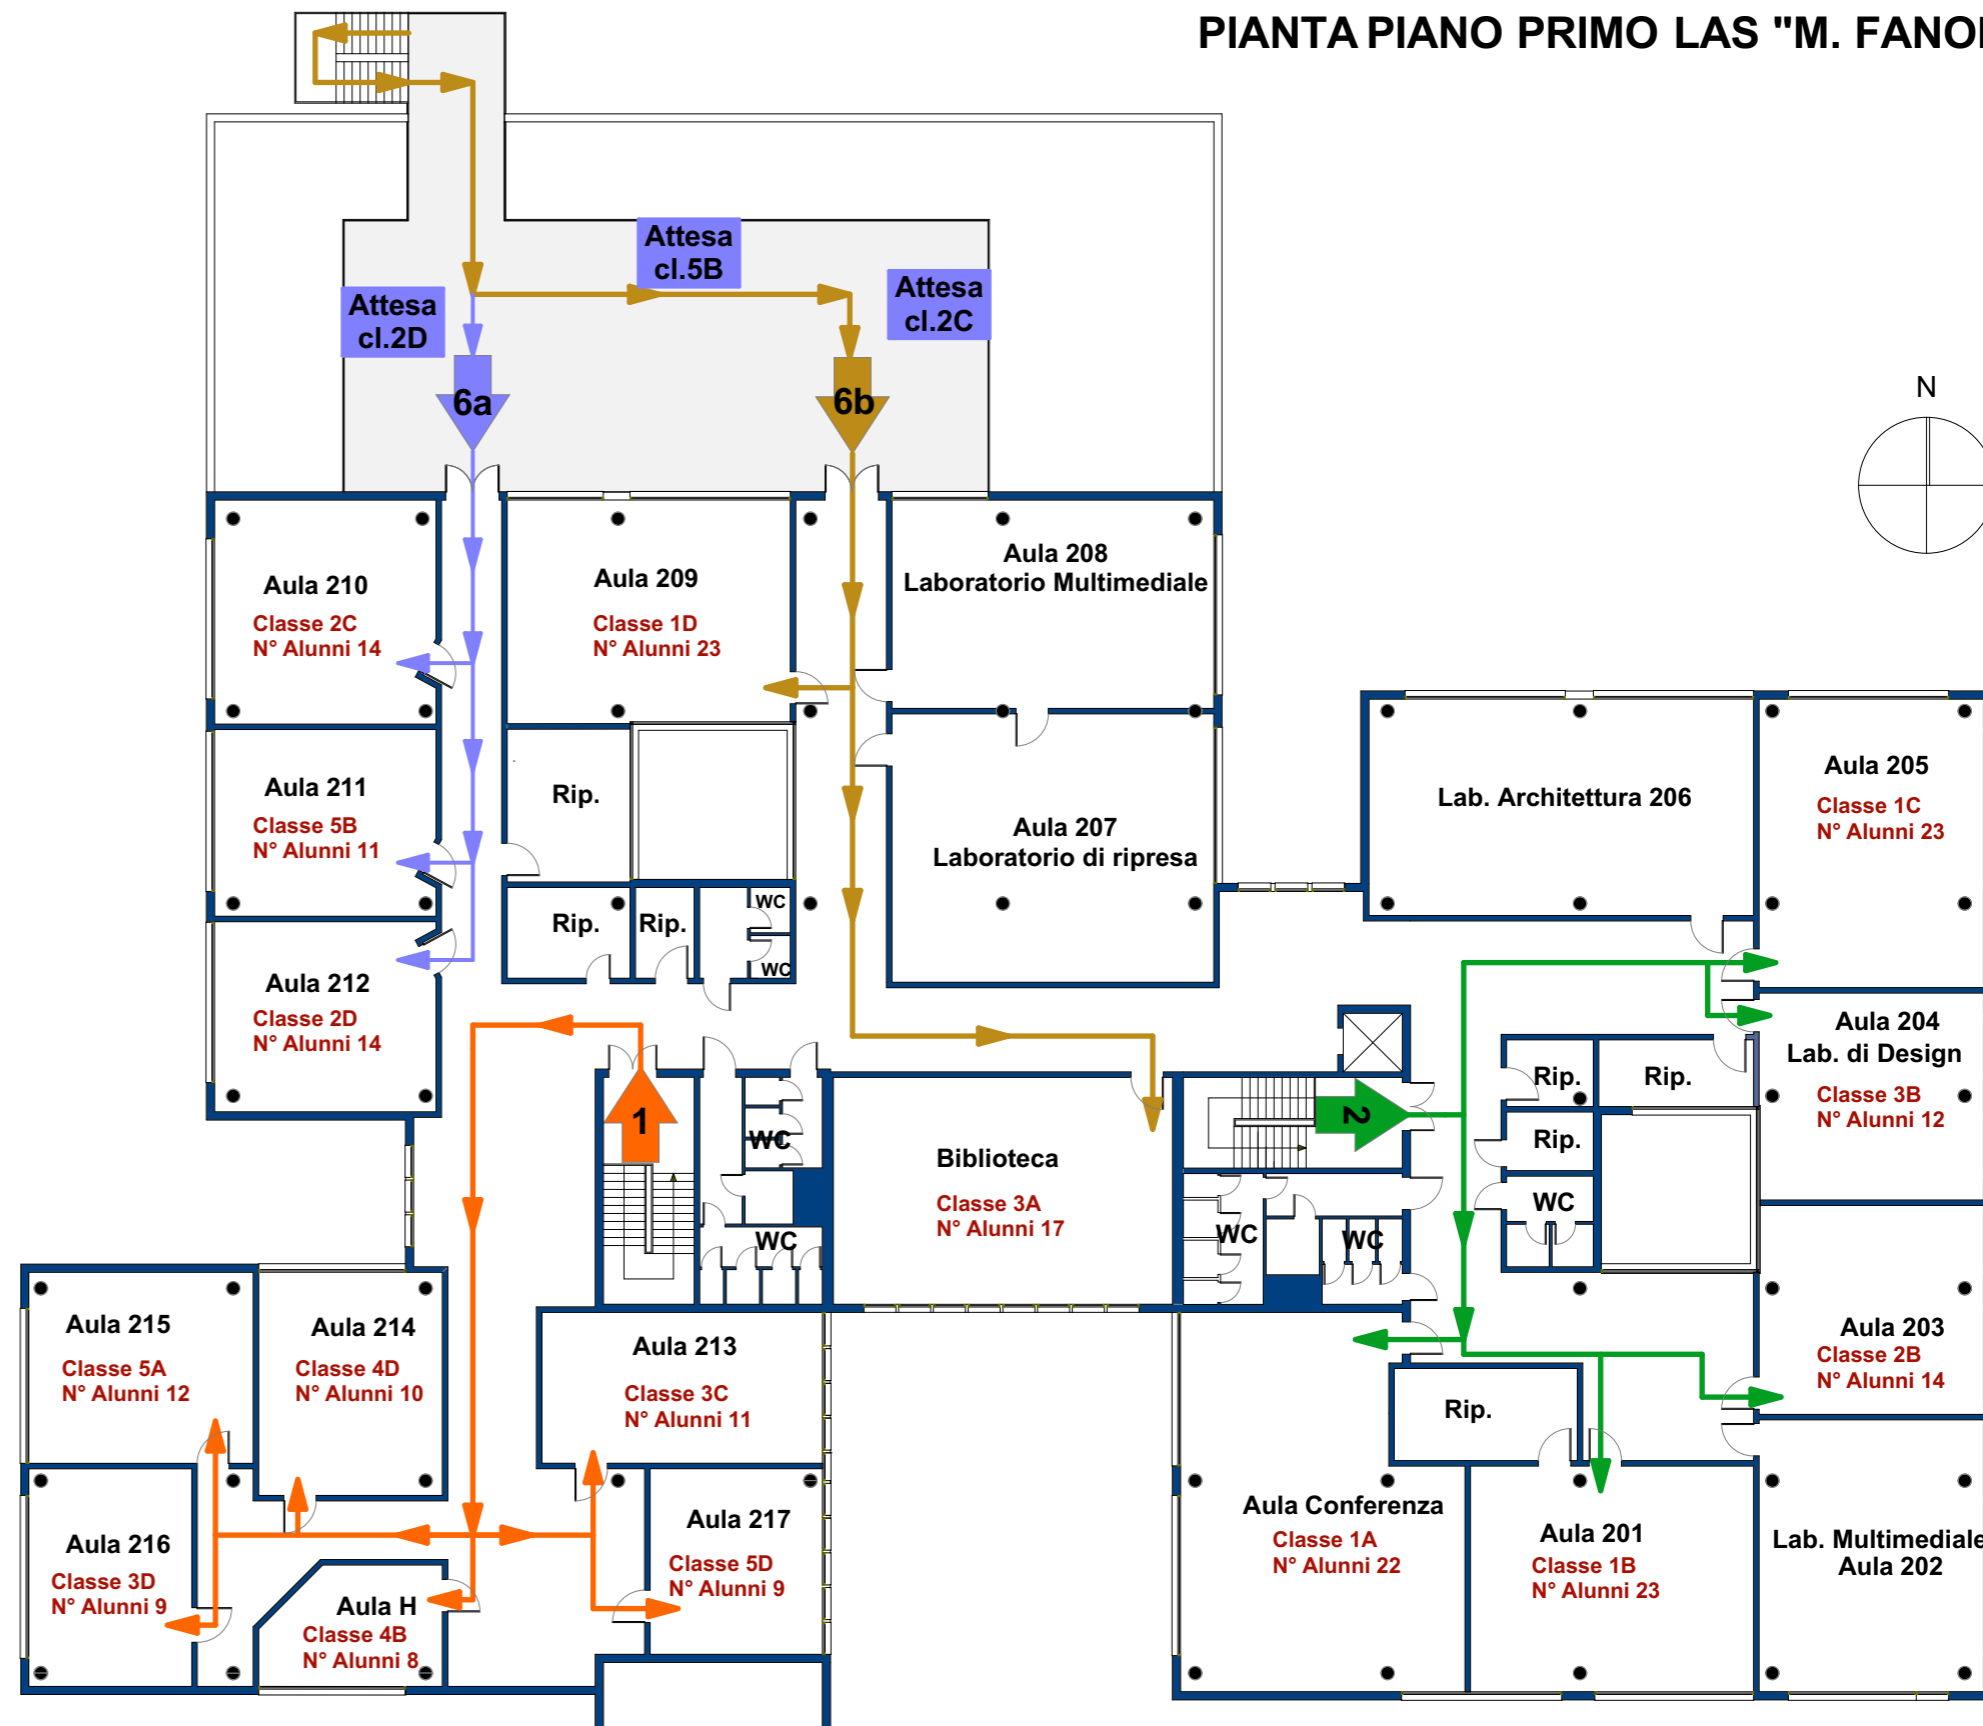 PIANTA PIANO PRIMO LAS "M. FANOI
Attesa
cl.5B
Attesa
cl.2D
Attesa
cl.2C
6a
6b
N
Aula 210
Classe 2C
N° Alunni 14
Aula 209
Classe 1D
N° Alunni 23
Aula 208
Laboratorio Multimediale
Aula 211
Classe 5B
N° Alunni 11
Rip.
Aula 207
Laboratorio di ripresa
Lab. Architettura 206
Aula 205
Classe 1C
N° Alunni 23
Rip.
Rip.
WC
WC
Aula 212
Classe 2D
N° Alunni 14
Aula 204
Lab. di Design
Classe 3B
N° Alunni 12
Rip.
Rip.
Rip.
WC
1
WC
WC
Biblioteca
Classe 3A
N° Alunni 17
2
WC
WC
Aula 215
Classe 5A
N° Alunni 12
Aula 214
Classe 4D
N° Alunni 10
Aula 213
Classe 3C
N° Alunni 11
Aula 203
Classe 2B
N° Alunni 14
Rip.
Aula 216
Classe 3D
N° Alunni 9
Aula H
Classe 4B
N° Alunni 8
Aula 217
Classe 5D
N° Alunni 9
Aula Conferenza
Classe 1A
N° Alunni 22
Aula 201
Classe 1B
N° Alunni 23
Lab. Multimediale
Aula 202